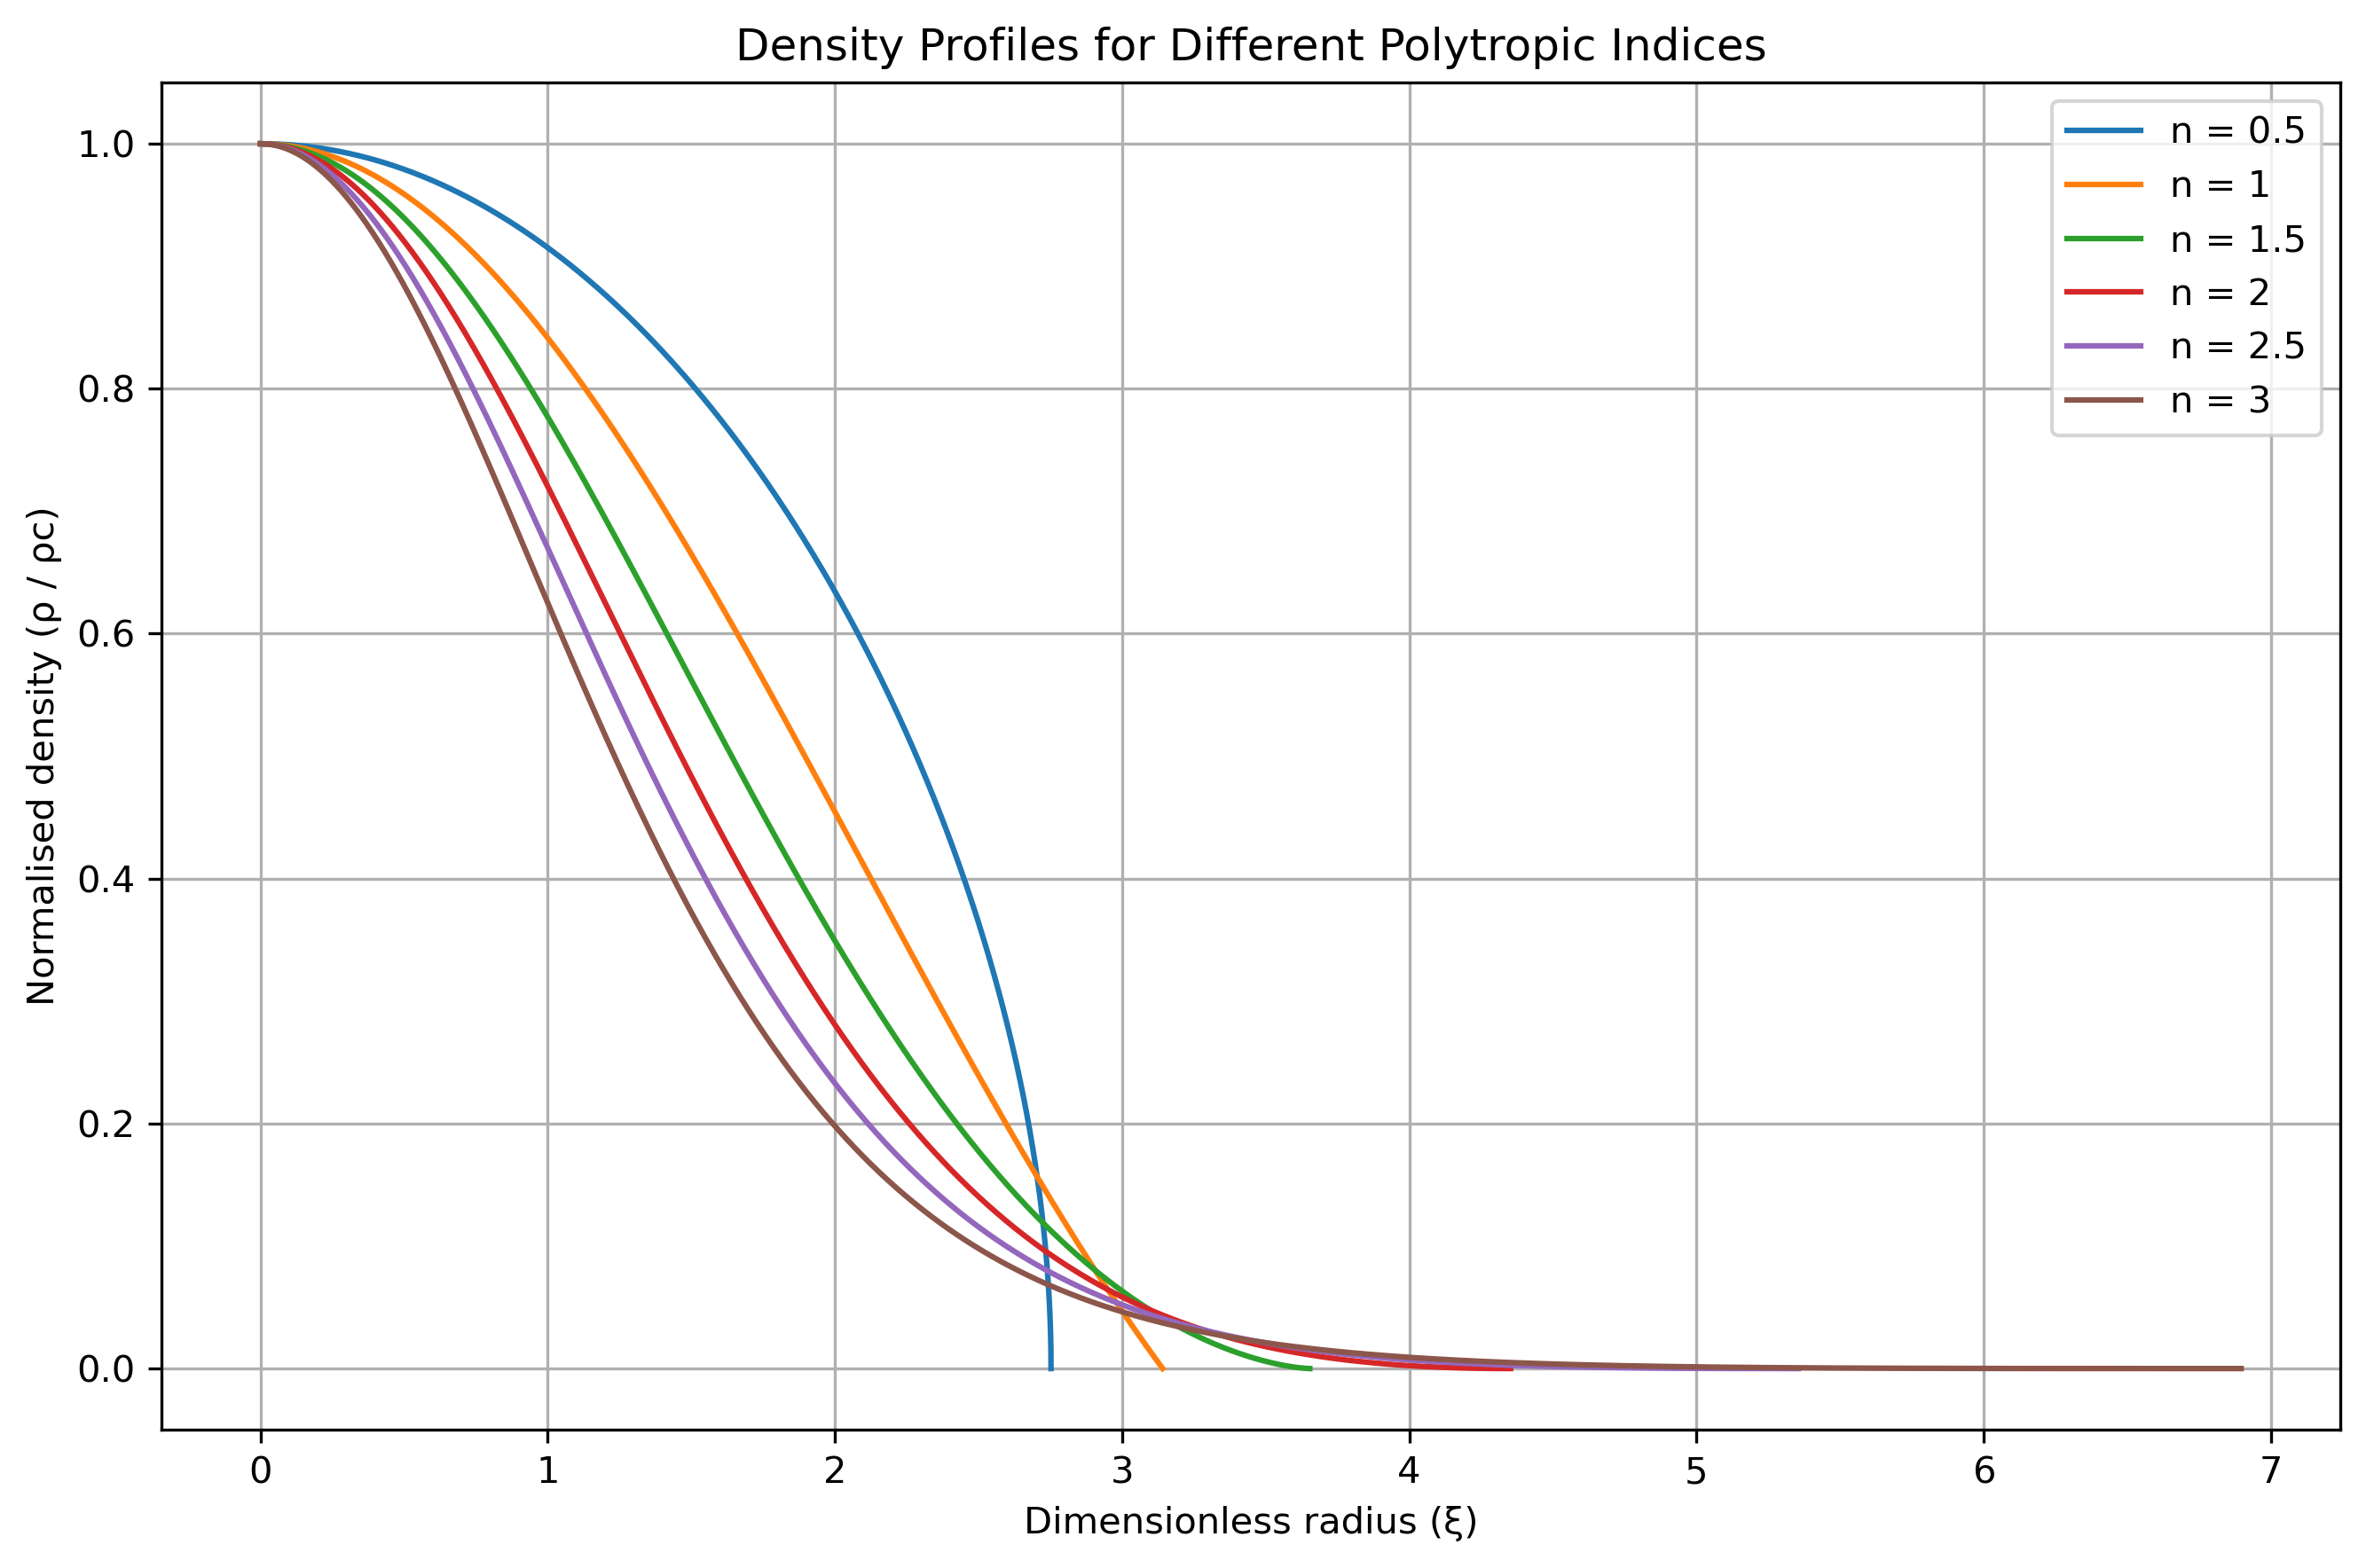 Density Profiles for Different Polytropic Indices
n = 0.5
n = 1
n = 1.5
n = 2
n = 2.5
n = 3
Normalised density (ρ / ρc)
1.0
0.8
0.6
0.4
0.2
0.0
0 1 2 3 4 5 6 7
Dimensionless radius (ξ)